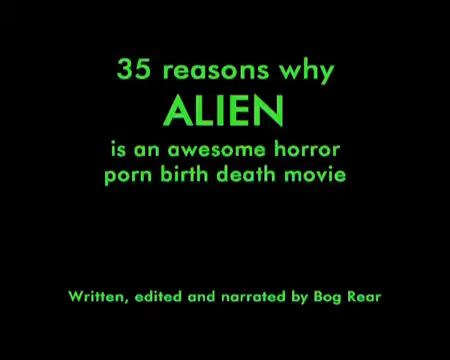 35 reasons why
ALIEN
is an awesome horror
porn birth death movie
Written, edited and narrated by Bog Rear